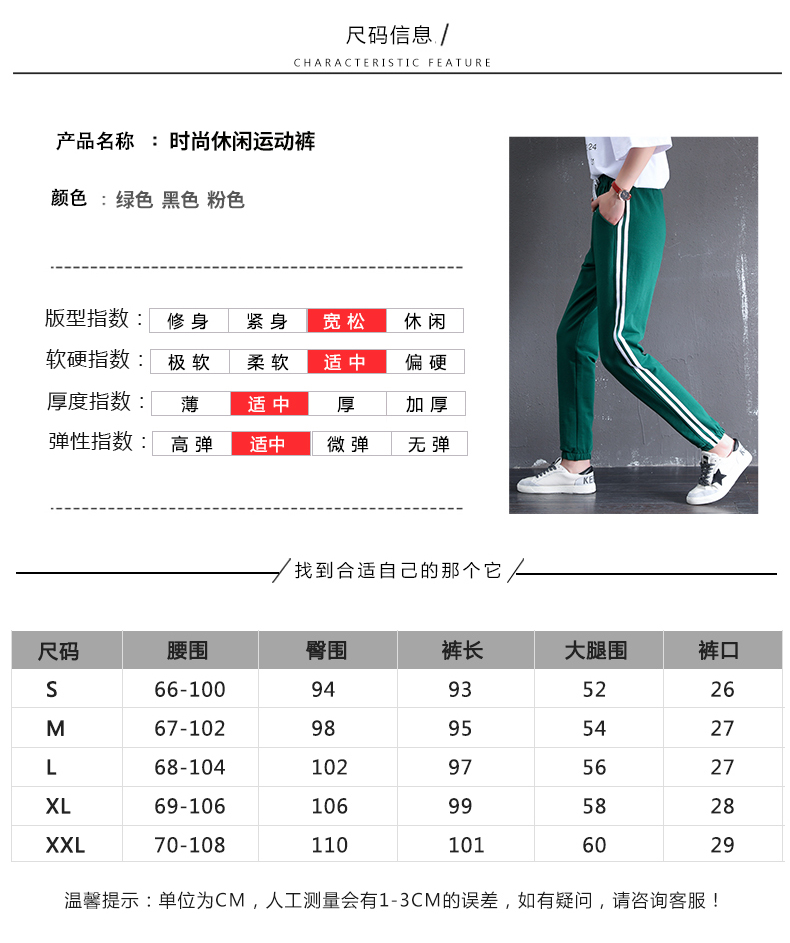 尺码信息 /
CHARACTERISTIC FEATURE
产品名称 : 时尚休闲运动裤
颜色 : 绿色 黑色 粉色
版型指数 : 修身 紧身 宽松 休闲
软硬指数 : 极软 柔软 适中 偏硬
厚度指数 : 薄 适中 厚 加厚
弹性指数 : 高弹 适中 微弹 无弹
24
KE
找到合适自己的那个它
尺码 腰围 臀围 裤长 大腿围 裤口
S 66-100 94 93 52 26
M 67-102 98 95 54 27
L 68-104 102 97 56 27
XL 69-106 106 99 58 28
XXL 70-108 110 101 60 29
温馨提示：单位为CM，人工测量会有1-3CM的误差，如有疑问，请咨询客服！